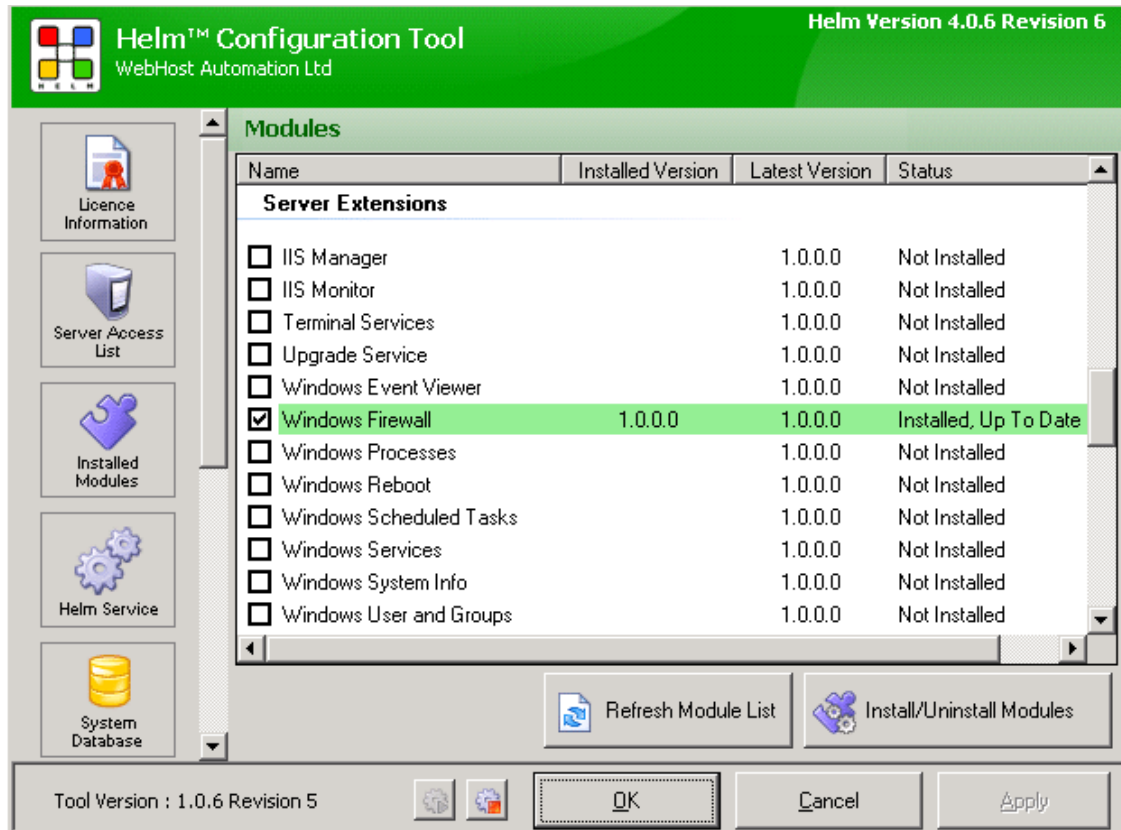 Helm Version 4.0.6 Revision 6
Helm™ Configuration Tool
WebHost Automation Ltd
H E L M
Modules
Licence
Information
Server Access
List
Installed
Modules
Helm Service
System
Database
Name Installed Version Latest Version Status
Server Extensions
IIS Manager 1.0.0.0 Not Installed
IIS Monitor 1.0.0.0 Not Installed
Terminal Services 1.0.0.0 Not Installed
Upgrade Service 1.0.0.0 Not Installed
Windows Event Viewer 1.0.0.0 Not Installed
Windows Firewall 1.0.0.0 1.0.0.0 Installed, Up To Date
Windows Processes 1.0.0.0 Not Installed
Windows Reboot 1.0.0.0 Not Installed
Windows Scheduled Tasks 1.0.0.0 Not Installed
Windows Services 1.0.0.0 Not Installed
Windows System Info 1.0.0.0 Not Installed
Windows User and Groups 1.0.0.0 Not Installed
Refresh Module List Install/Uninstall Modules
Tool Version : 1.0.6 Revision 5 OK Cancel Apply